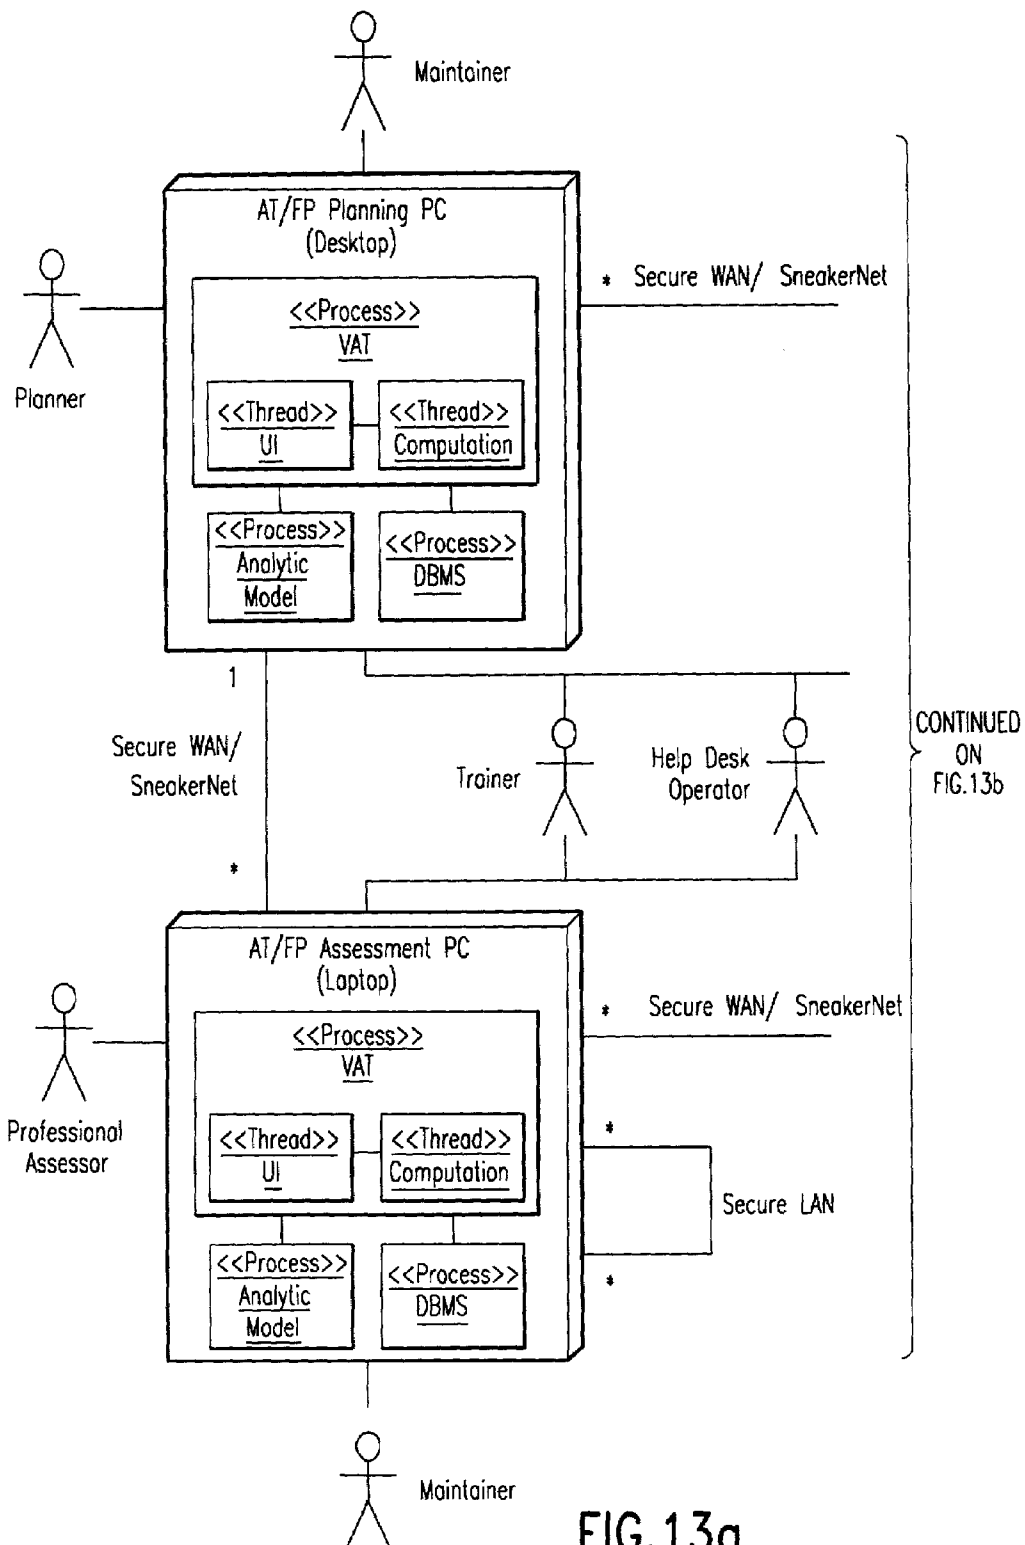 Maintainer
AT/FP Planning PC
(Desktop)
* Secure WAN/ SneakerNet
<<Process>>
VAT
Planner
<<Thread>>
UI
<<Thread>>
Computation
<<Process>>
Analytic
Model
<<Process>>
DBMS
1
Secure WAN/
SneakerNet
*
Trainer
Help Desk
Operator
CONTINUED
ON
FIG.13b
AT/FP Assessment PC
(Laptop)
* Secure WAN/ SneakerNet
<<Process>>
VAT
Professional
Assessor
<<Thread>>
UI
<<Thread>>
Computation
*
Secure LAN
*
<<Process>>
Analytic
Model
<<Process>>
DBMS
Maintainer
FIG.13a